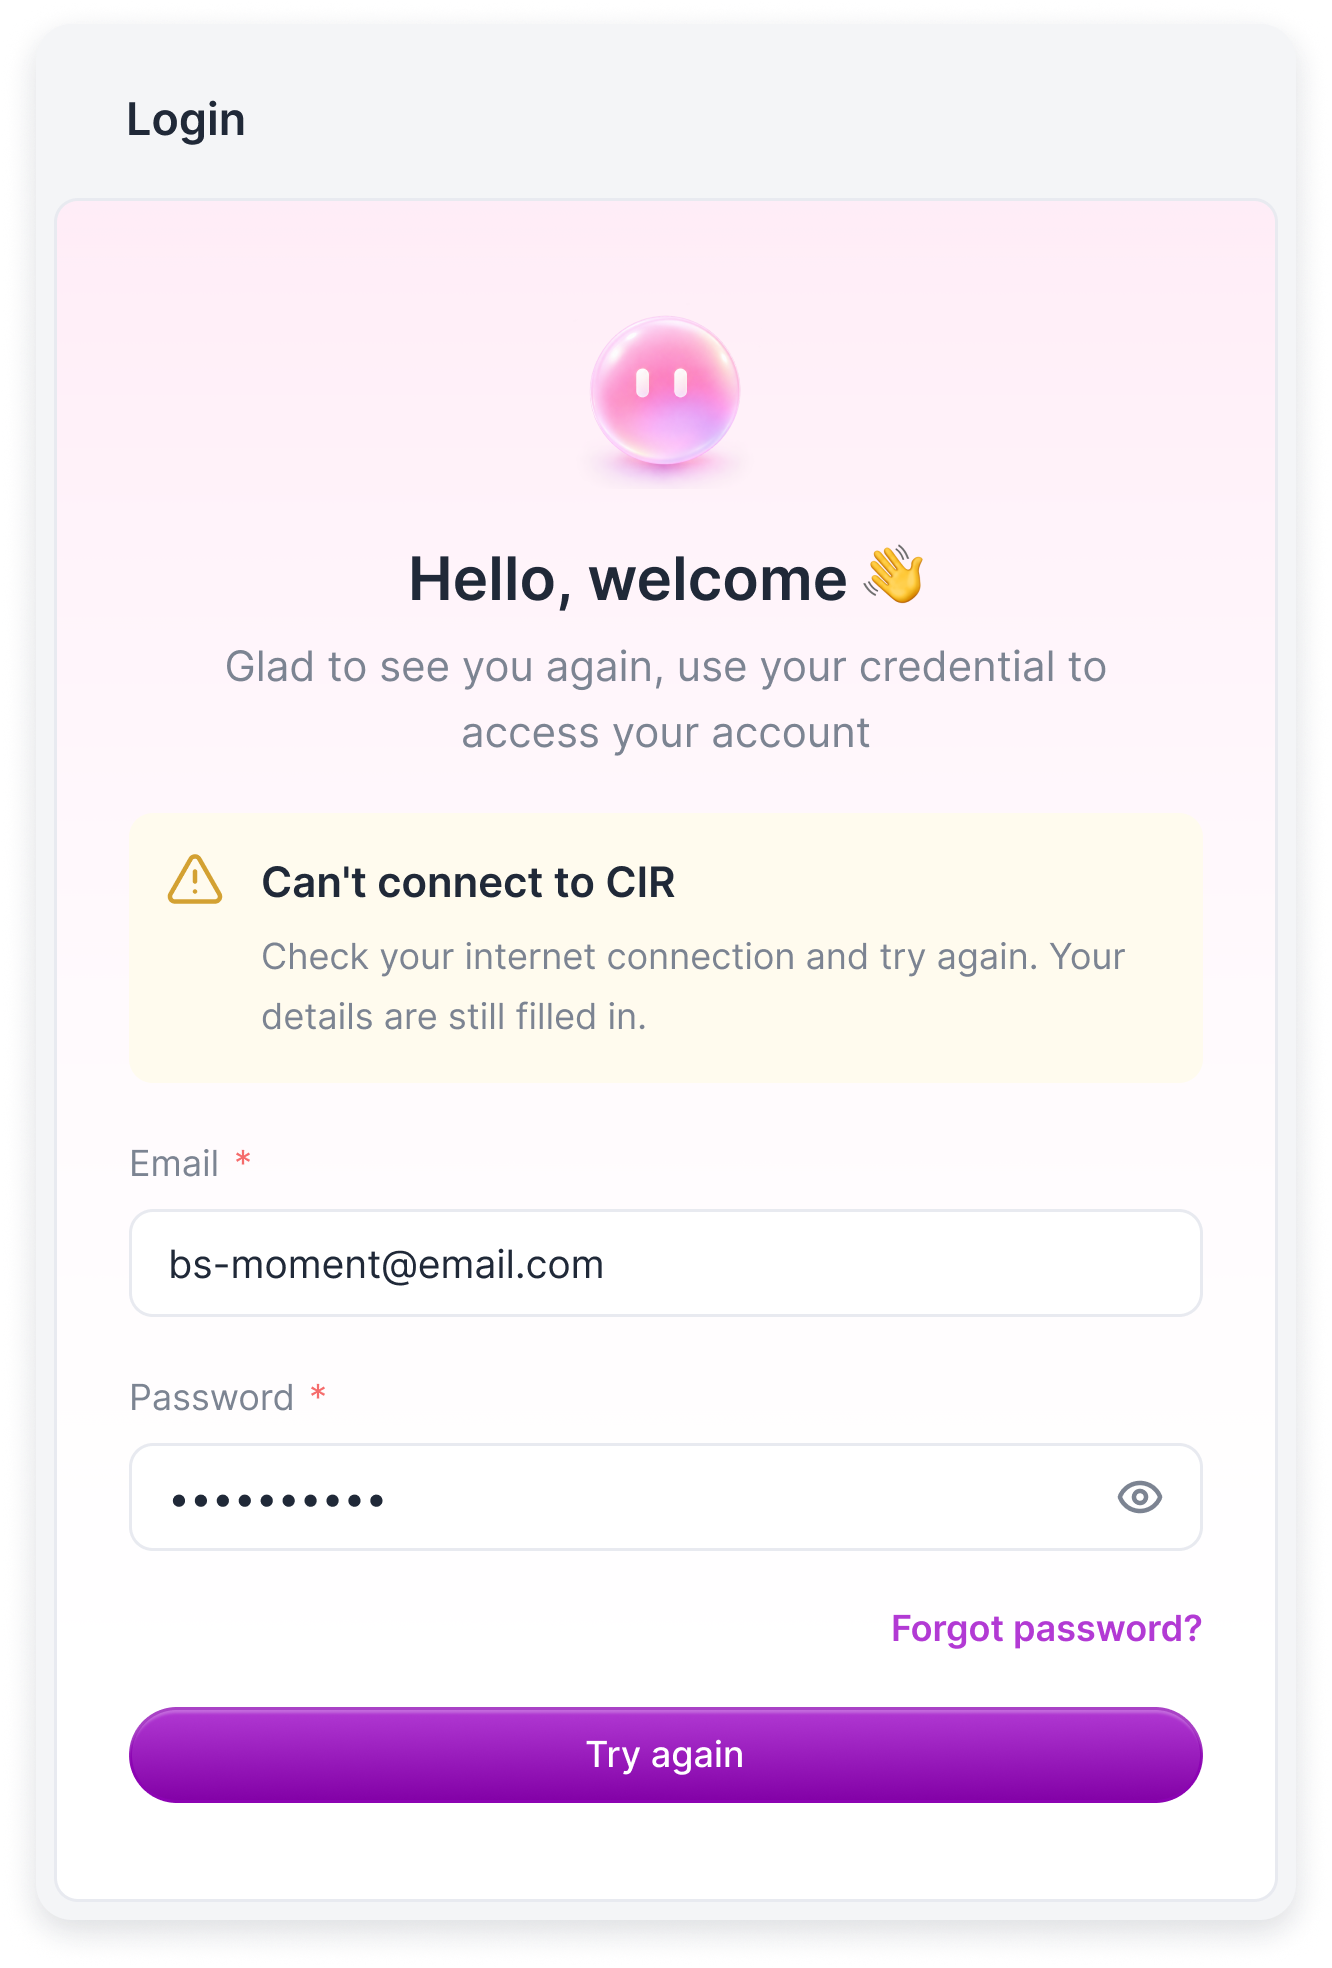 Login
Hello, welcome 👋
Glad to see you again, use your credential to
access your account
Can't connect to CIR
Check your internet connection and try again. Your
details are still filled in.
Email *
bs-moment@email.com
Password *
••••••••••
Forgot password?
Try again